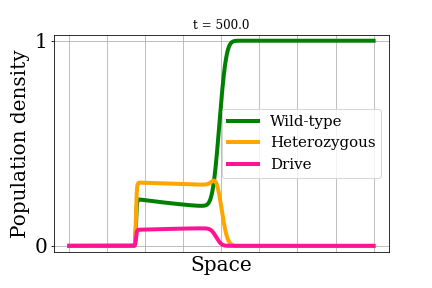 t = 500.0
1
Population density
Wild-type
Heterozygous
Drive
0
Space